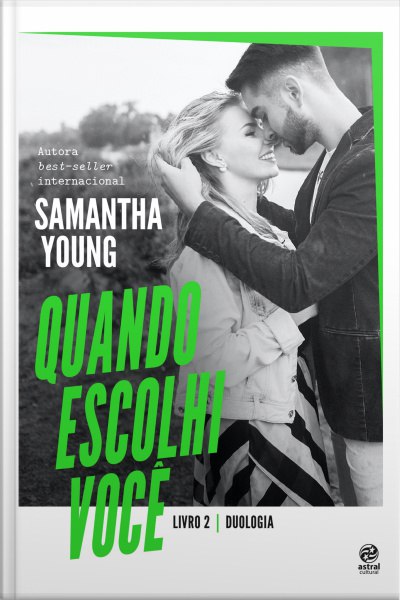 Autora
best-seller
internacional
SAMANTHA
YOUNG
QUANDO
ESCOLHI
VOCÊ
LIVRO 2 | DUOLOGIA
astral
cultural